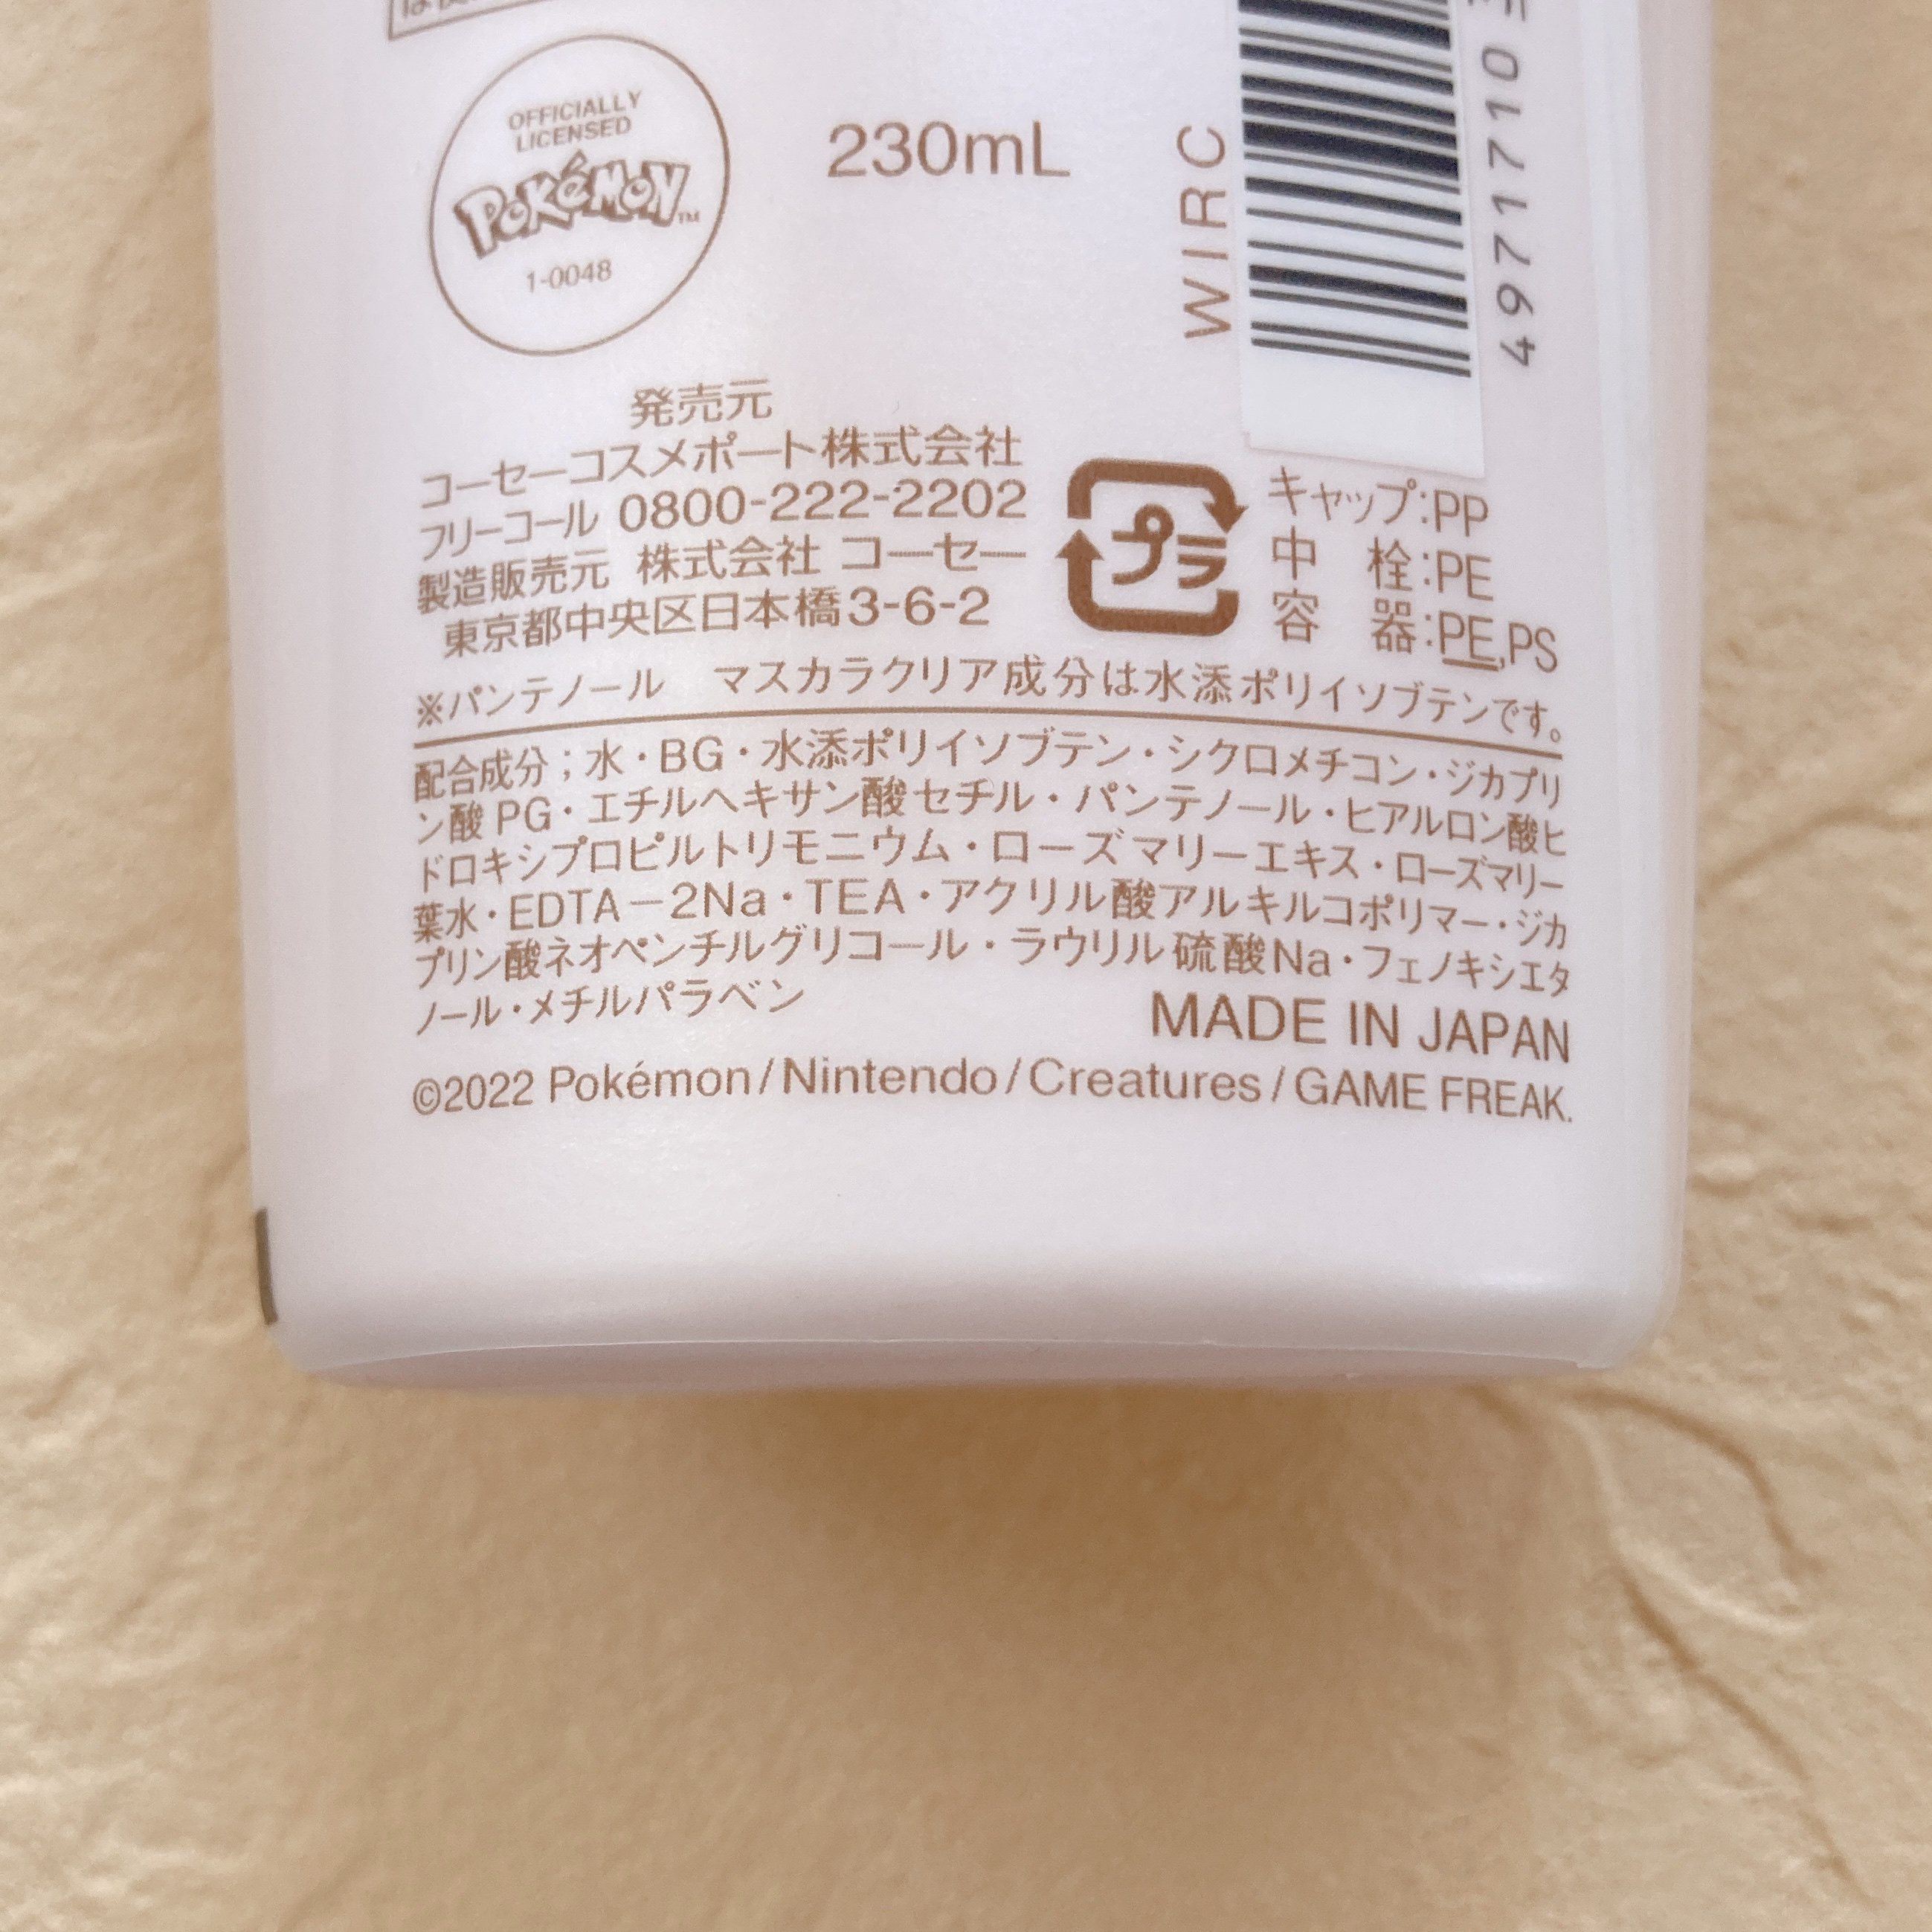 OFFICIALLY
LICENSED
POKéMON™
1-0048
230mL
WIRC
4971710
発売元
コーセーコスメポート株式会社
フリーコール 0800-222-2202
製造販売元 株式会社 コーセー
東京都中央区日本橋3-6-2
プラ
キャップ:PP
中 栓:PE
容 器:PE,PS
※パンテノール マスカラクリア成分は水添ポリイソブテンです。
配合成分;水・BG・水添ポリイソブテン・シクロメチコン・ジカプリ
ン酸PG・エチルヘキサン酸セチル・パンテノール・ヒアルロン酸ヒ
ドロキシプロピルトリモニウム・ローズマリーエキス・ローズマリー
葉水・EDTA－2Na・TEA・アクリル酸アルキルコポリマー・ジカ
プリン酸ネオペンチルグリコール・ラウリル硫酸Na・フェノキシエタ
ノール・メチルパラベン
MADE IN JAPAN
©2022 Pokémon/Nintendo/Creatures/GAME FREAK.